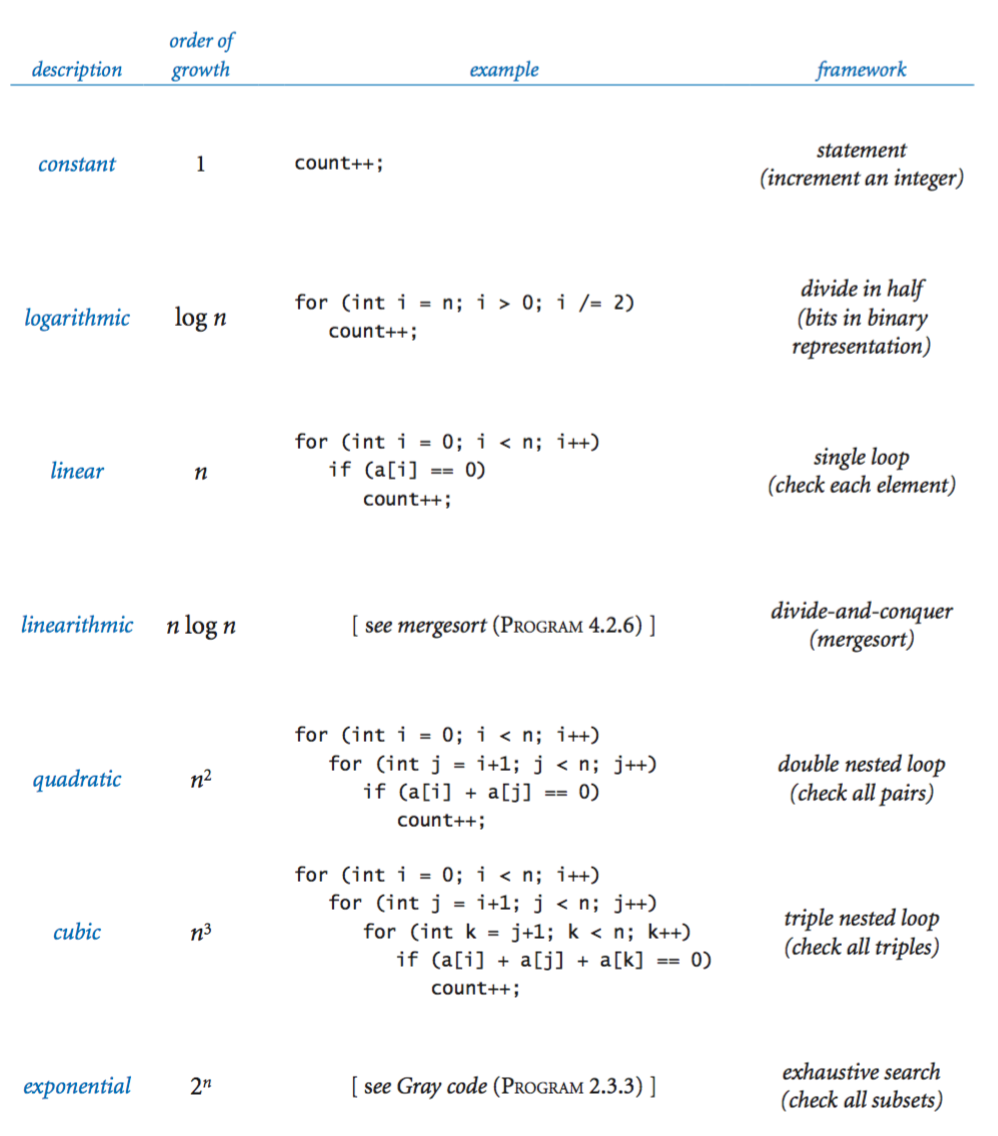 order of
description growth example framework
constant 1 count++; statement
(increment an integer)
logarithmic log n for (int i = n; i > 0; i /= 2)
count++;
divide in half
(bits in binary
representation)
linear n for (int i = 0; i < n; i++)
if (a[i] == 0)
count++;
single loop
(check each element)
linearithmic n log n [ see mergesort (PROGRAM 4.2.6) ] divide-and-conquer
(mergesort)
quadratic n² for (int i = 0; i < n; i++)
for (int j = i+1; j < n; j++)
if (a[i] + a[j] == 0)
count++;
double nested loop
(check all pairs)
cubic n³ for (int i = 0; i < n; i++)
for (int j = i+1; j < n; j++)
for (int k = j+1; k < n; k++)
if (a[i] + a[j] + a[k] == 0)
count++;
triple nested loop
(check all triples)
exponential 2ⁿ [ see Gray code (PROGRAM 2.3.3) ] exhaustive search
(check all subsets)